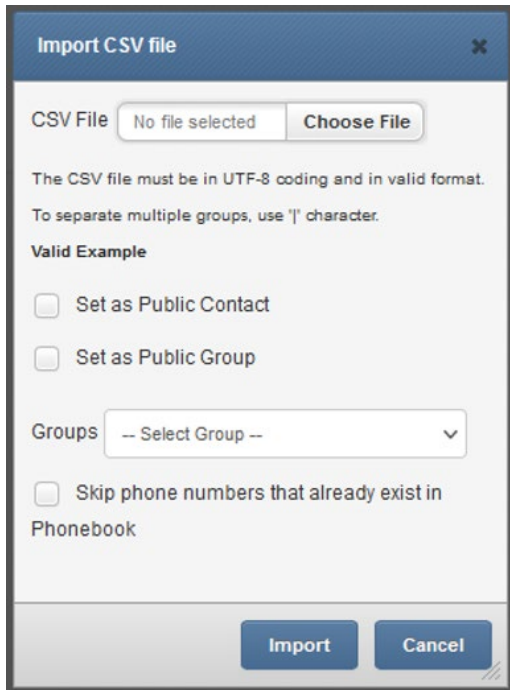 Import CSV file
CSV File No file selected Choose File
The CSV file must be in UTF-8 coding and in valid format.
To separate multiple groups, use '|' character.
Valid Example
Set as Public Contact
Set as Public Group
Groups -- Select Group --
Skip phone numbers that already exist in
Phonebook
Import Cancel